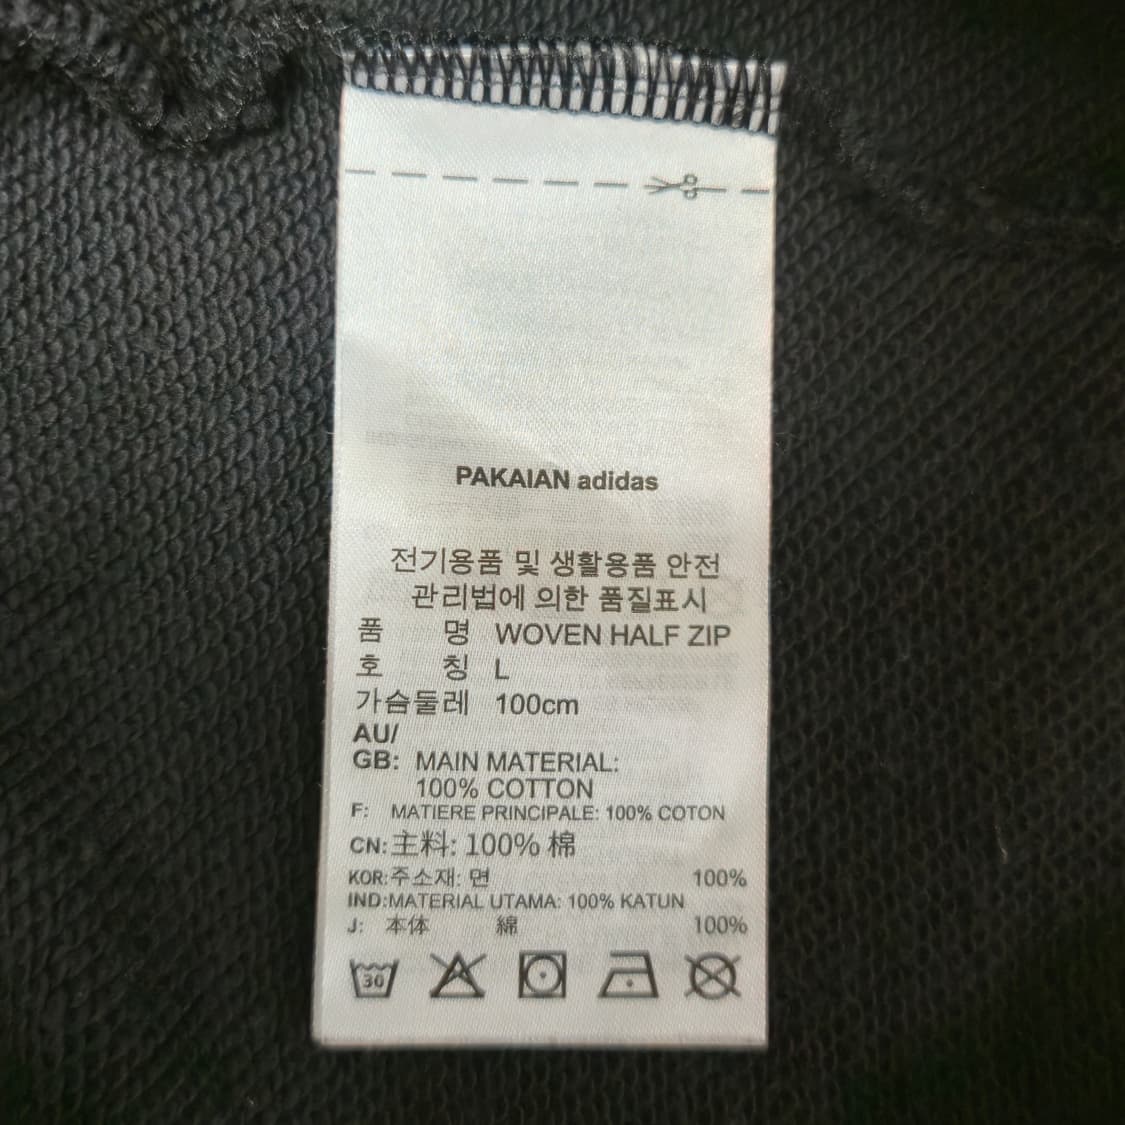 PAKAIAN adidas
전기용품 및 생활용품 안전
관리법에 의한 품질표시
품 명 WOVEN HALF ZIP
호 칭 L
가슴둘레 100cm
AU/
GB: MAIN MATERIAL:
100% COTTON
F: MATIERE PRINCIPALE: 100% COTON
CN: 主料: 100% 棉
KOR: 주소재: 면 100%
IND: MATERIAL UTAMA: 100% KATUN
J: 本体 綿 100%
30